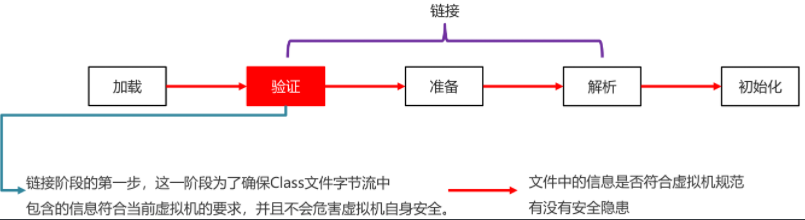 链接
加载
验证
准备
解析
初始化
链接阶段的第一步，这一阶段为了确保Class文件字节流中
包含的信息符合当前虚拟机的要求，并且不会危害虚拟机自身安全。
文件中的信息是否符合虚拟机规范
有没有安全隐患